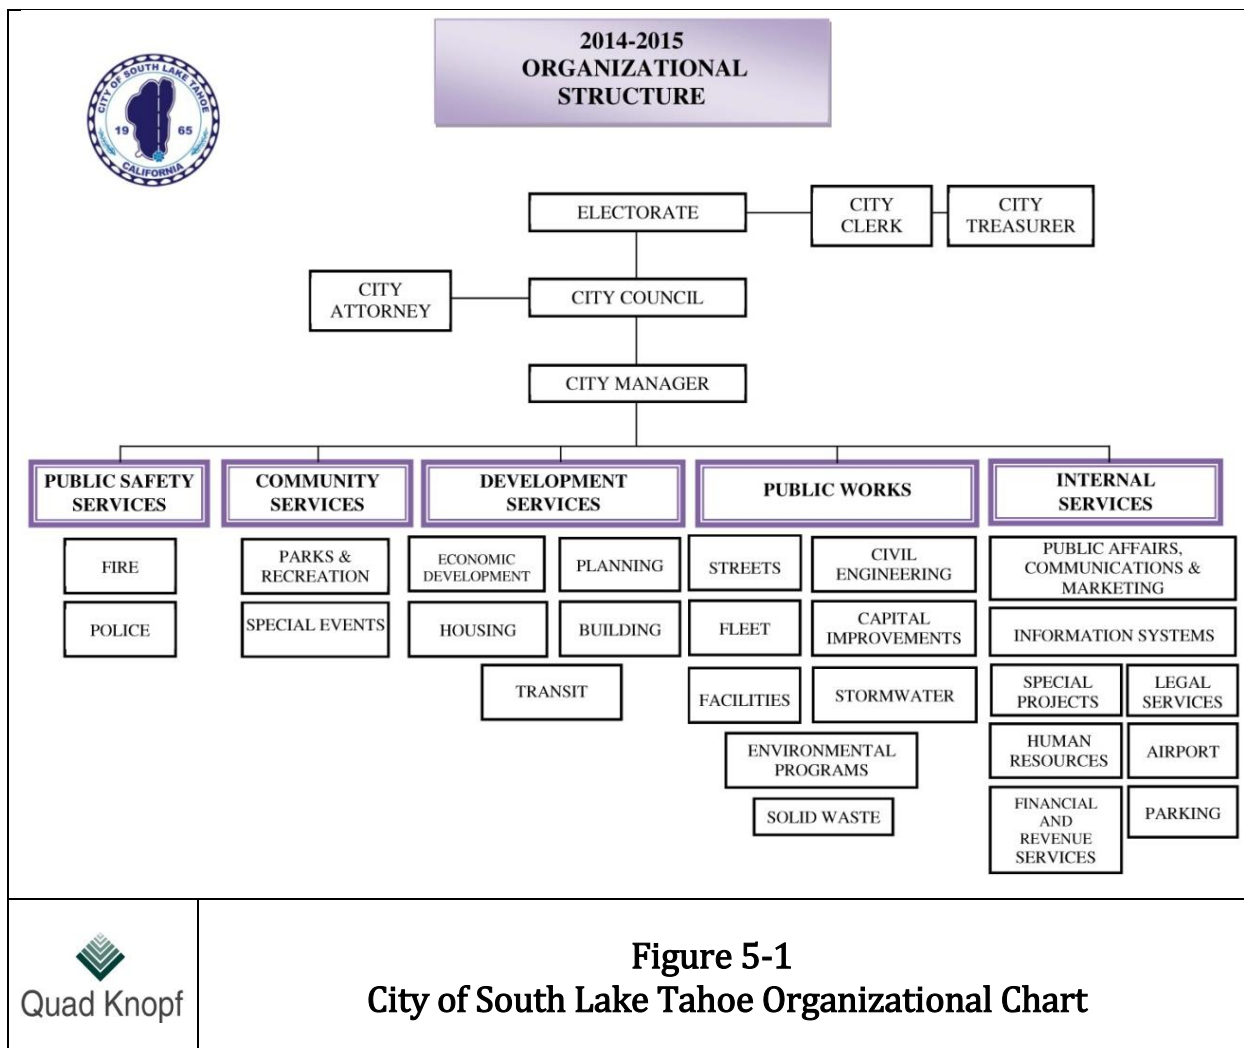 2014-2015
ORGANIZATIONAL
STRUCTURE
CITY OF SOUTH LAKE TAHOE
19 65
CALIFORNIA
ELECTORATE
CITY
CLERK
CITY
TREASURER
CITY
ATTORNEY
CITY COUNCIL
CITY MANAGER
PUBLIC SAFETY
SERVICES
FIRE
POLICE
COMMUNITY
SERVICES
PARKS &
RECREATION
SPECIAL EVENTS
DEVELOPMENT
SERVICES
ECONOMIC
DEVELOPMENT
PLANNING
HOUSING
BUILDING
TRANSIT
PUBLIC WORKS
STREETS
CIVIL
ENGINEERING
FLEET
CAPITAL
IMPROVEMENTS
FACILITIES
STORMWATER
ENVIRONMENTAL
PROGRAMS
SOLID WASTE
INTERNAL
SERVICES
PUBLIC AFFAIRS,
COMMUNICATIONS &
MARKETING
INFORMATION SYSTEMS
SPECIAL
PROJECTS
LEGAL
SERVICES
HUMAN
RESOURCES
AIRPORT
FINANCIAL
AND
REVENUE
SERVICES
PARKING
Quad Knopf
Figure 5-1
City of South Lake Tahoe Organizational Chart